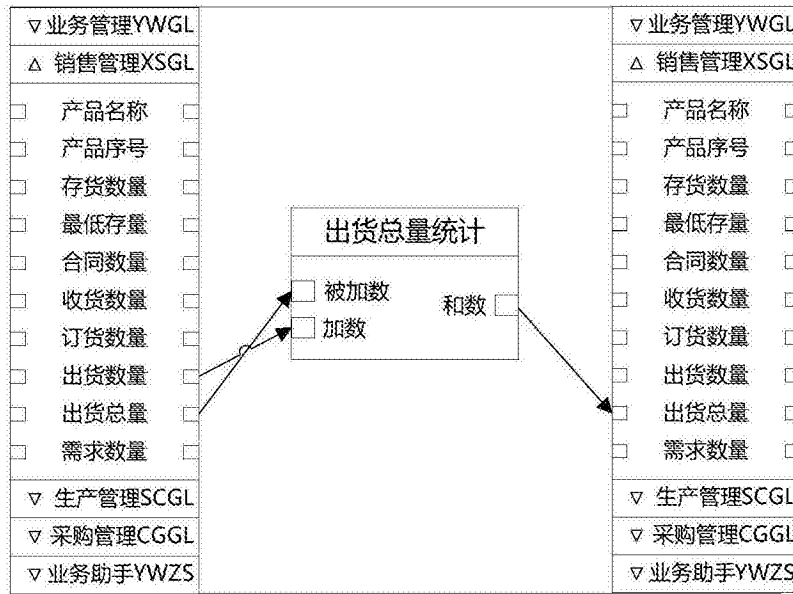 ▽业务管理YWGL
△ 销售管理XSGL
产品名称
产品序号
存货数量
最低存量
合同数量
收货数量
订货数量
出货数量
出货总量
需求数量
▽ 生产管理SCGL
▽ 采购管理CGGL
▽业务助手YWZS
出货总量统计
被加数
加数
和数
▽业务管理YWGL
△ 销售管理XSGL
产品名称
产品序号
存货数量
最低存量
合同数量
收货数量
订货数量
出货数量
出货总量
需求数量
▽ 生产管理SCGL
▽ 采购管理CGGL
▽业务助手YWZS